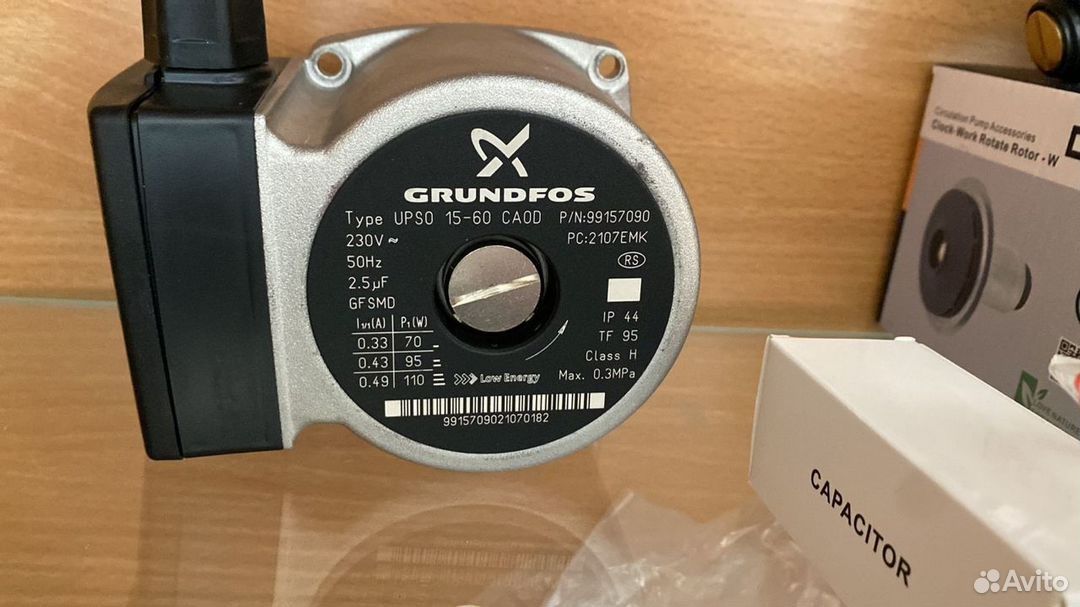 GRUNDFOS
Type UPSO 15-60 CAOD P/N:99157090
230V ~ PC:2107EMK
50Hz RS
2.5µF
GFSMD
IP 44
I₁/₁(A) P₁(W)
TF 95
0.33 70
Class H
0.43 95
0.49 110 Low Energy Max. 0.3MPa
9915709021070182
Circulation Pump Accessories
Clock-Work Rotate Rotor - W
LOVE NATURE
CAPACITOR
Avito